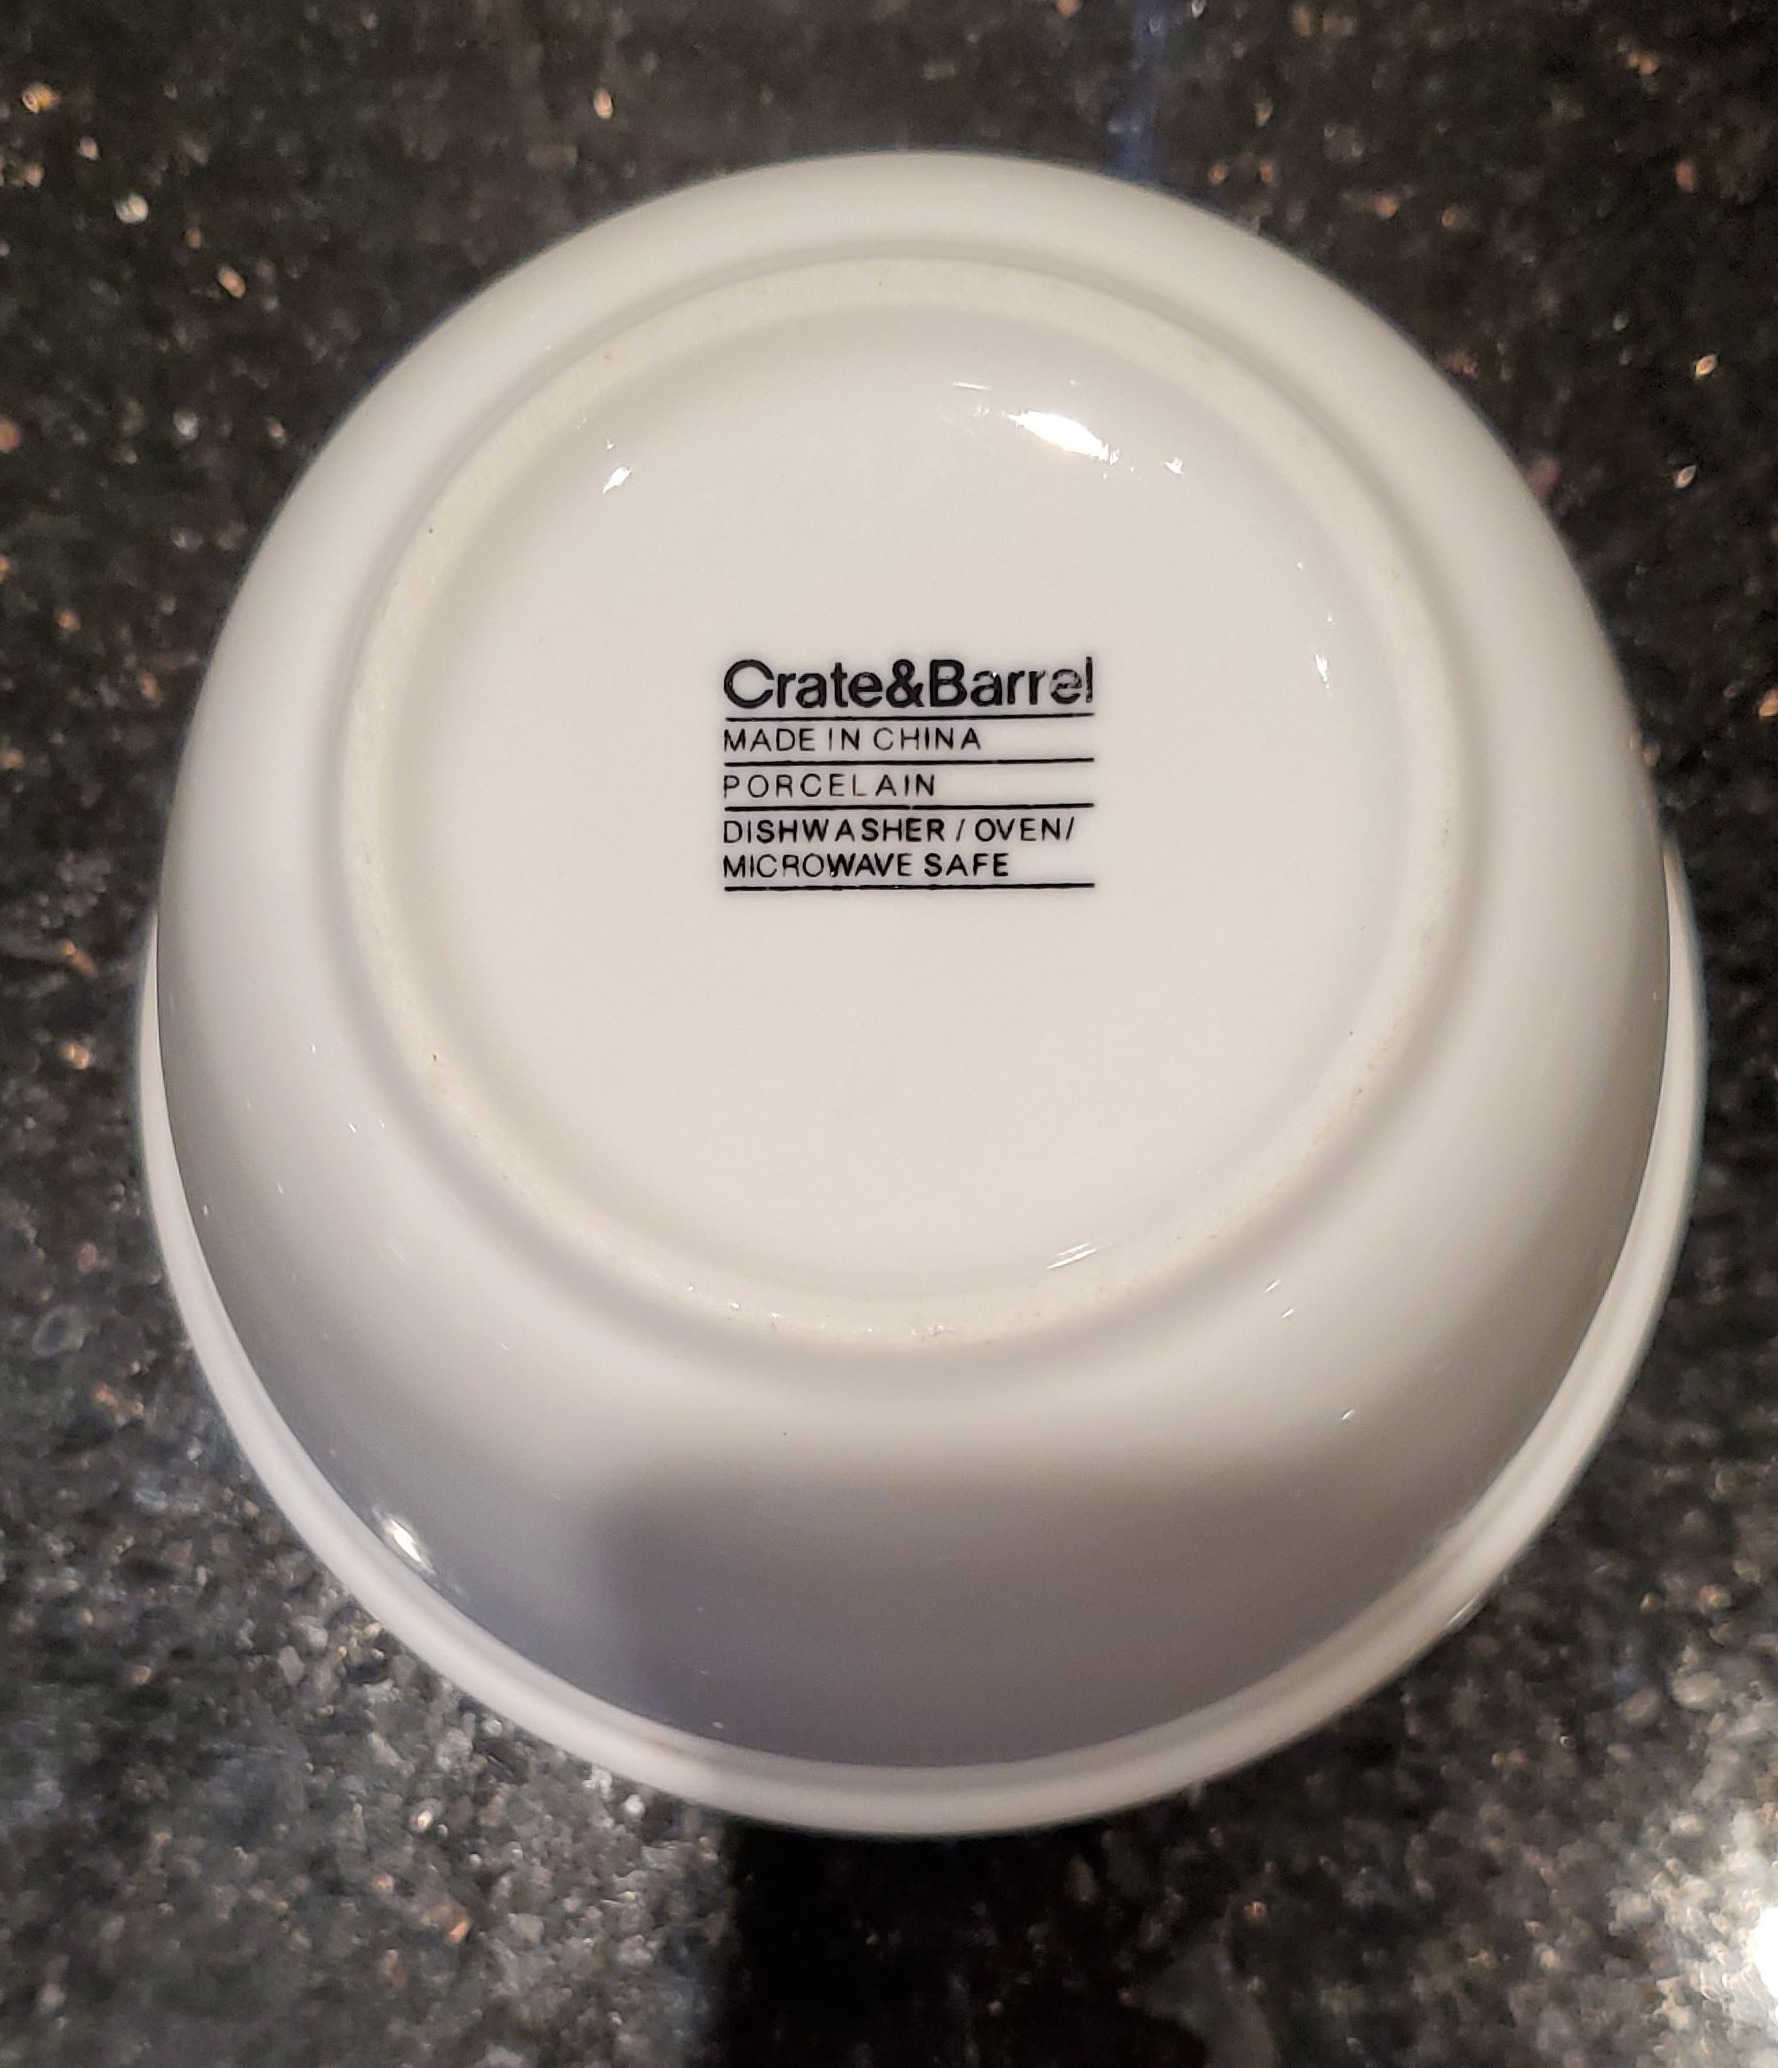 Crate&Barrel
MADE IN CHINA
PORCELAIN
DISHWASHER / OVEN/
MICROWAVE SAFE